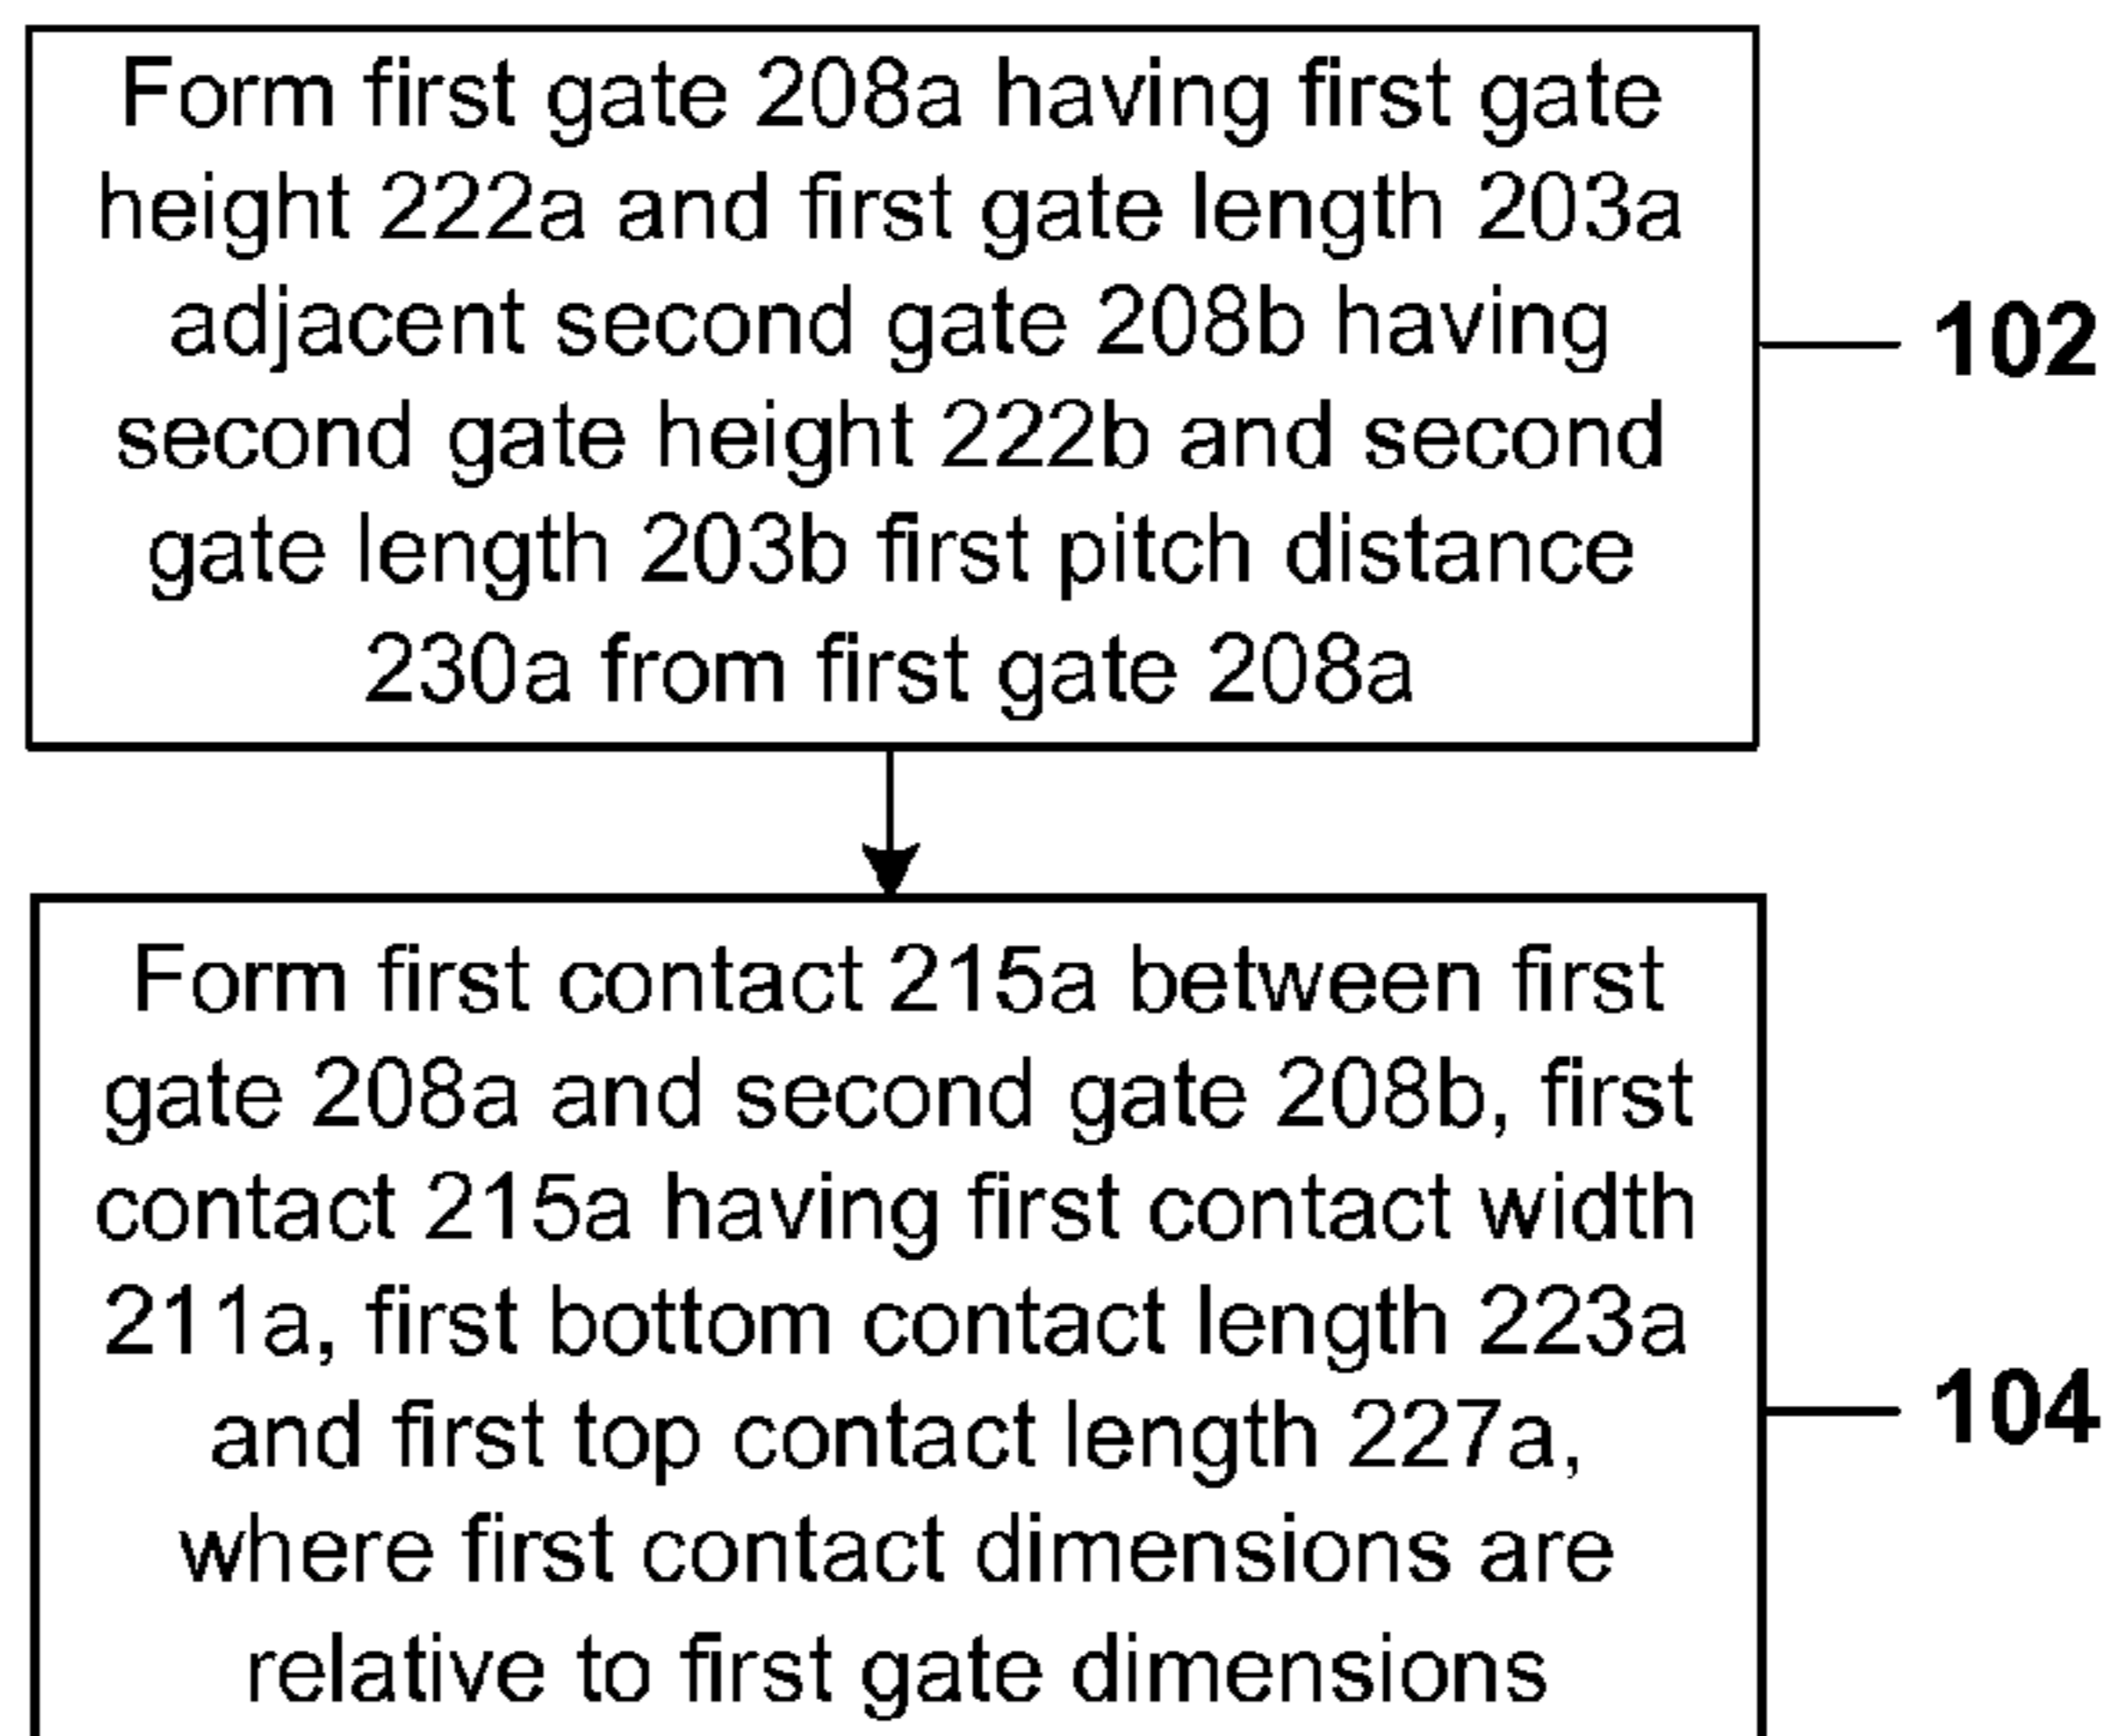 Form first gate 208a having first gate
height 222a and first gate length 203a
adjacent second gate 208b having
second gate height 222b and second
gate length 203b first pitch distance
230a from first gate 208a
102
Form first contact 215a between first
gate 208a and second gate 208b, first
contact 215a having first contact width
211a, first bottom contact length 223a
and first top contact length 227a,
where first contact dimensions are
relative to first gate dimensions
104